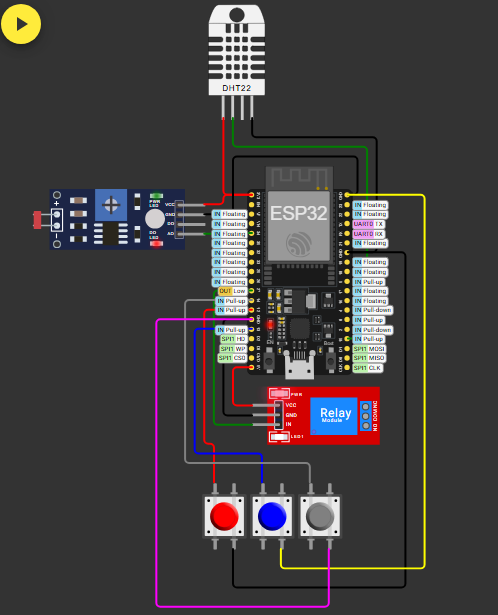 DHT22
PWR
LED
VCC
GND
DO
AO
DO
LED
+
−
ESP32
IN Floating
IN Floating
IN Floating
IN Floating
IN Floating
IN Floating
IN Floating
IN Floating
OUT Low
IN Pull-up
IN Pull-up
IN Pull-up
SPI1 HD
SPI1 WP
SPI1 CS0
IN Floating
IN Floating
UART0 TX
UART0 RX
IN Floating
IN Floating
IN Floating
IN Pull-up
IN Floating
IN Pull-down
IN Pull-up
IN Pull-down
IN Pull-up
SPI1 MOSI
SPI1 MISO
SPI1 CLK
EN
Boot
PWR
VCC
GND
IN
LED1
Relay
Module
NO COM NC